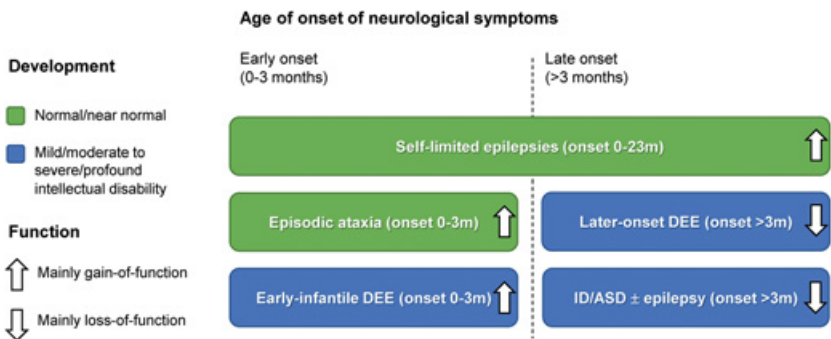 Age of onset of neurological symptoms
Early onset
(0-3 months)
Late onset
(>3 months)
Development
Normal/near normal
Mild/moderate to
severe/profound
intellectual disability
Function
Mainly gain-of-function
Mainly loss-of-function
Self-limited epilepsies (onset 0-23m)
Episodic ataxia (onset 0-3m)
Later-onset DEE (onset >3m)
Early-infantile DEE (onset 0-3m)
ID/ASD ± epilepsy (onset >3m)